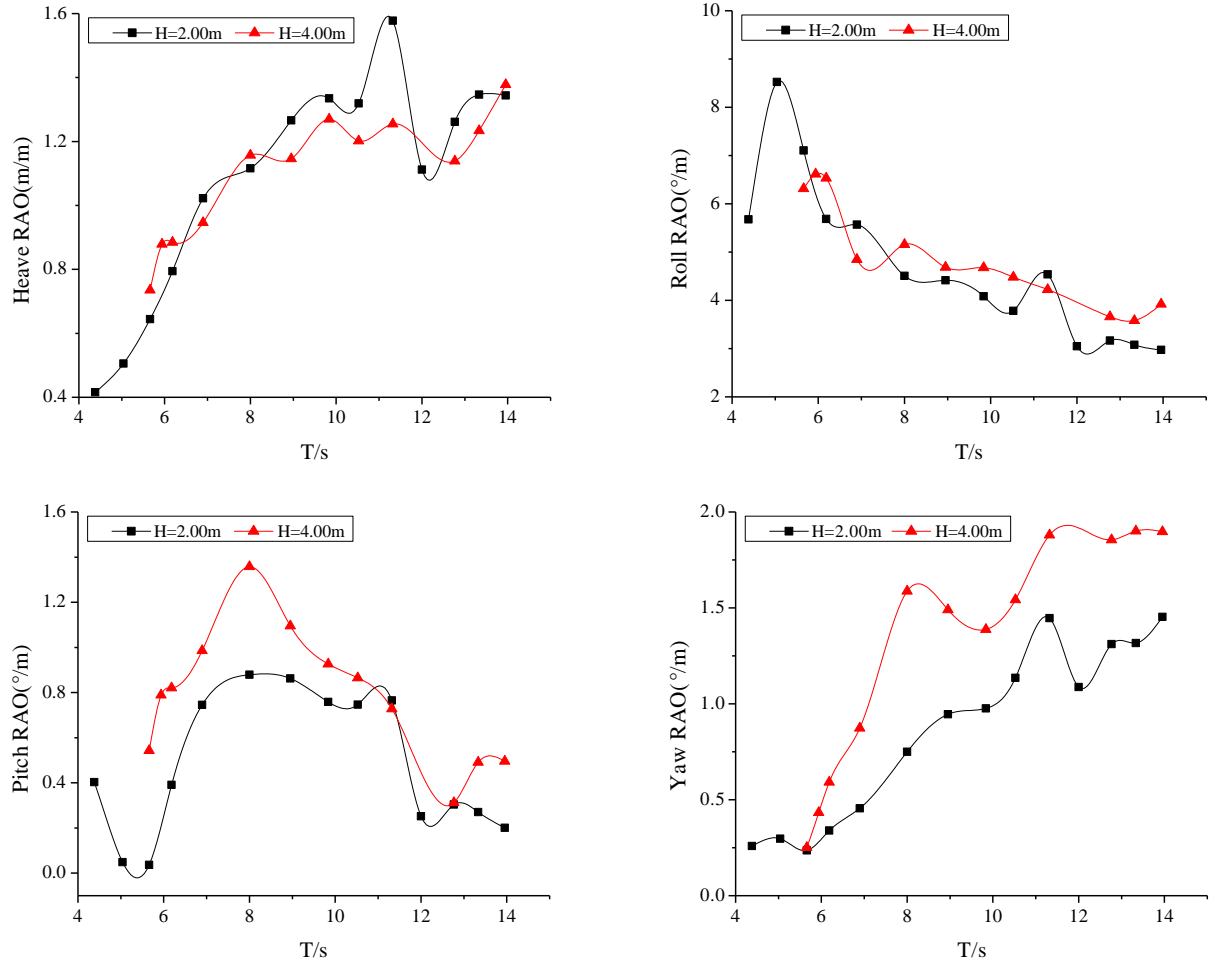 H=2.00m H=4.00m
1.6
1.2
0.8
0.4
Heave RAO(m/m)
4 6 8 10 12 14
T/s
H=2.00m H=4.00m
10
8
6
4
2
Roll RAO(°/m)
4 6 8 10 12 14
T/s
H=2.00m H=4.00m
1.6
1.2
0.8
0.4
0.0
Pitch RAO(°/m)
4 6 8 10 12 14
T/s
H=2.00m H=4.00m
2.0
1.5
1.0
0.5
0.0
Yaw RAO(°/m)
4 6 8 10 12 14
T/s